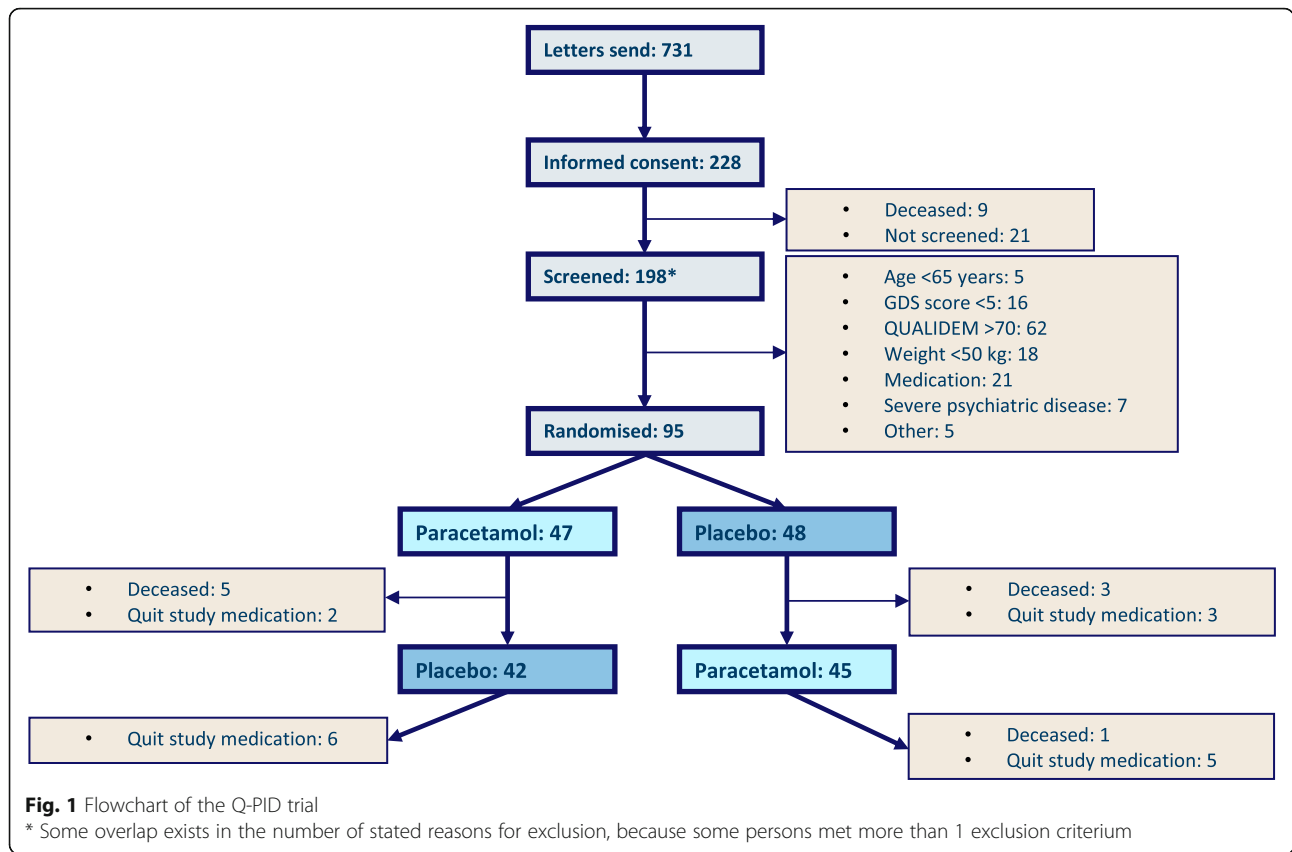 Letters send: 731
Informed consent: 228
• Deceased: 9
• Not screened: 21
Screened: 198*
• Age <65 years: 5
• GDS score <5: 16
• QUALIDEM >70: 62
• Weight <50 kg: 18
• Medication: 21
• Severe psychiatric disease: 7
• Other: 5
Randomised: 95
Paracetamol: 47
Placebo: 48
• Deceased: 5
• Quit study medication: 2
• Deceased: 3
• Quit study medication: 3
Placebo: 42
Paracetamol: 45
• Quit study medication: 6
• Deceased: 1
• Quit study medication: 5
Fig. 1 Flowchart of the Q-PID trial
* Some overlap exists in the number of stated reasons for exclusion, because some persons met more than 1 exclusion criterium